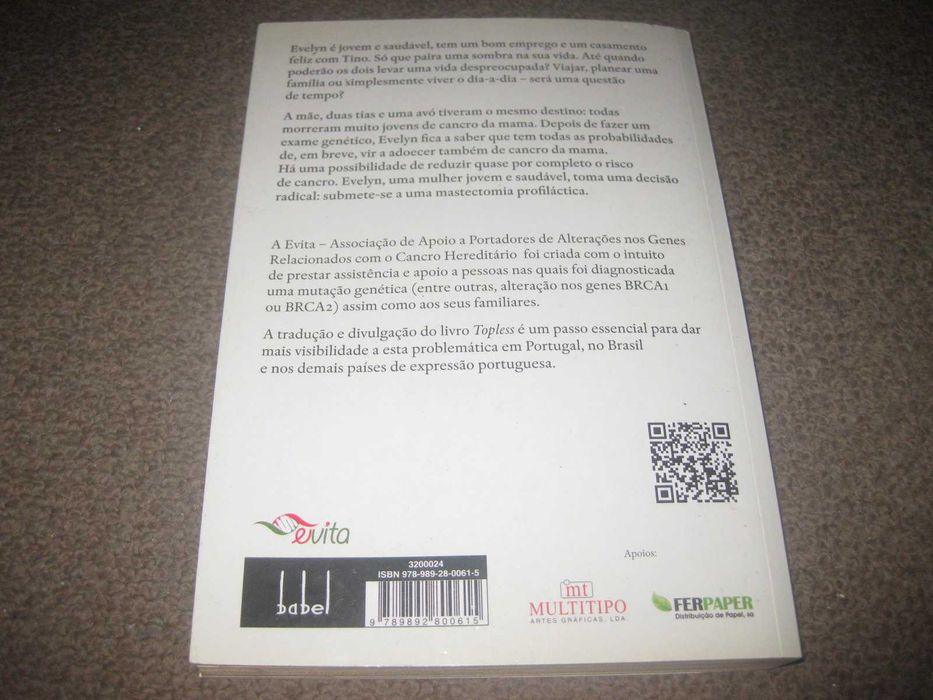 Evelyn é jovem e saudável, tem um bom emprego e um casamento
feliz com Tino. Só que paira uma sombra na sua vida. Até quando
poderão os dois levar uma vida despreocupada? Viajar, planear uma
família ou simplesmente viver o dia-a-dia – será uma questão
de tempo?
A mãe, duas tias e uma avó tiveram o mesmo destino: todas
morreram muito jovens de cancro da mama. Depois de fazer um
exame genético, Evelyn fica a saber que tem todas as probabilidades
de, em breve, vir a adoecer também de cancro da mama.
Há uma possibilidade de reduzir quase por completo o risco
de cancro. Evelyn, uma mulher jovem e saudável, toma uma decisão
radical: submete-se a uma mastectomia profiláctica.
A Evita – Associação de Apoio a Portadores de Alterações nos Genes
Relacionados com o Cancro Hereditário foi criada com o intuito
de prestar assistência e apoio a pessoas nas quais foi diagnosticada
uma mutação genética (entre outras, alteração nos genes BRCA1
ou BRCA2) assim como aos seus familiares.
A tradução e divulgação do livro Topless é um passo essencial para dar
mais visibilidade a esta problemática em Portugal, no Brasil
e nos demais países de expressão portuguesa.
evita
babel
3200024
ISBN 978-989-28-0061-5
9 789892 800615
Apoios:
mt
MULTITIPO
ARTES GRÁFICAS, LDA.
FERPAPER
Distribuição de Papel, sa